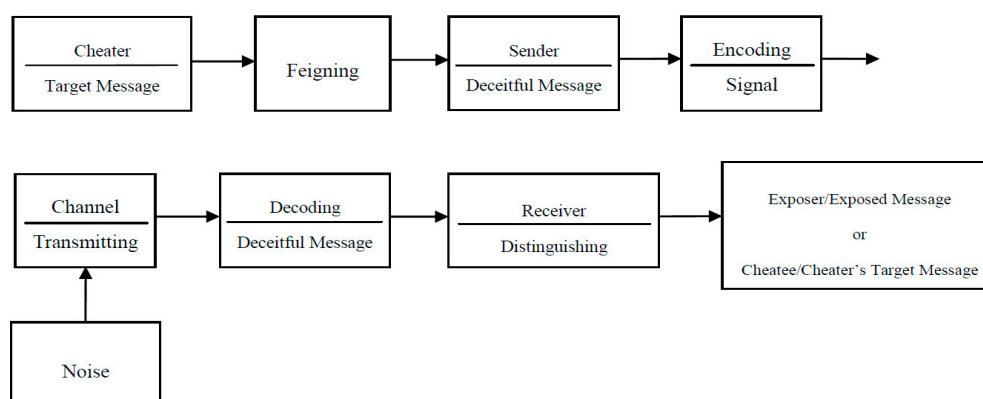 Cheater
Target Message
Feigning
Sender
Deceitful Message
Encoding
Signal
Channel
Transmitting
Decoding
Deceitful Message
Receiver
Distinguishing
Exposer/Exposed Message
or
Cheatee/Cheater's Target Message
Noise